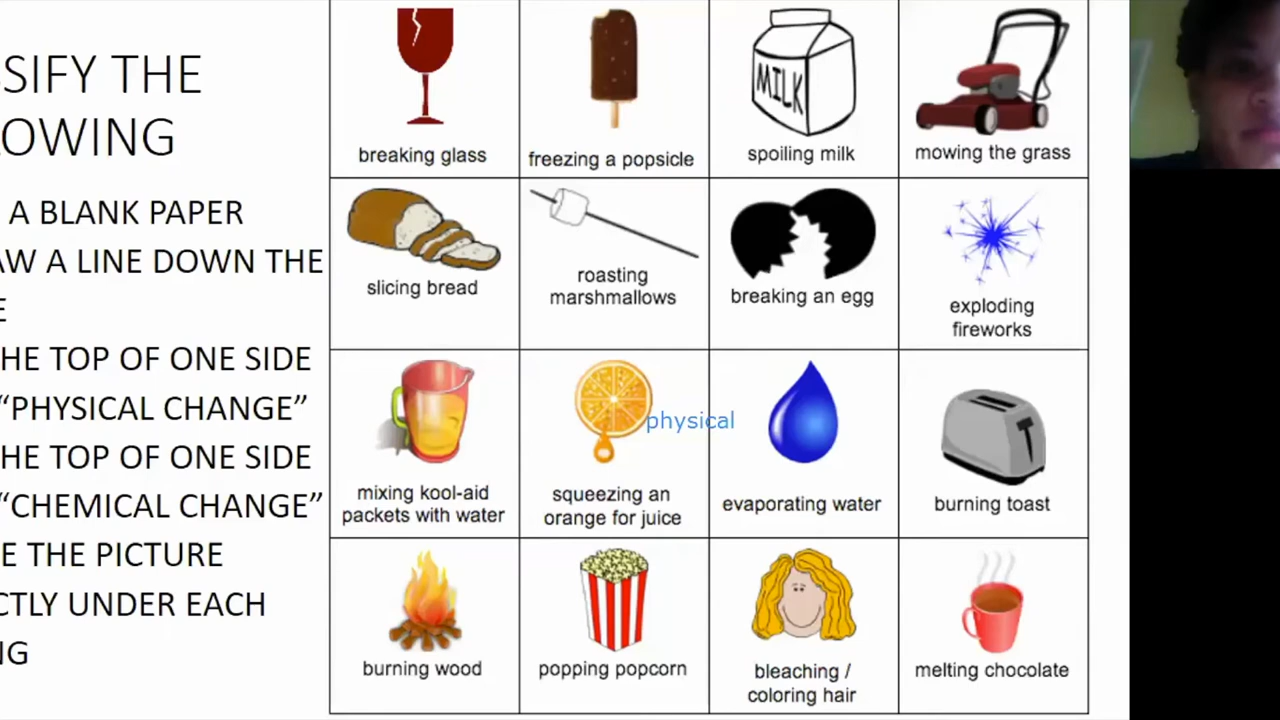 SIFY THE
OWING
A BLANK PAPER
AW A LINE DOWN THE
E
HE TOP OF ONE SIDE
“PHYSICAL CHANGE”
HE TOP OF ONE SIDE
“CHEMICAL CHANGE”
E THE PICTURE
CTLY UNDER EACH
NG
breaking glass
freezing a popsicle
MILK
spoiling milk
mowing the grass
slicing bread
roasting
marshmallows
breaking an egg
exploding
fireworks
mixing kool-aid
packets with water
physical
squeezing an
orange for juice
evaporating water
burning toast
burning wood
popping popcorn
bleaching /
coloring hair
melting chocolate